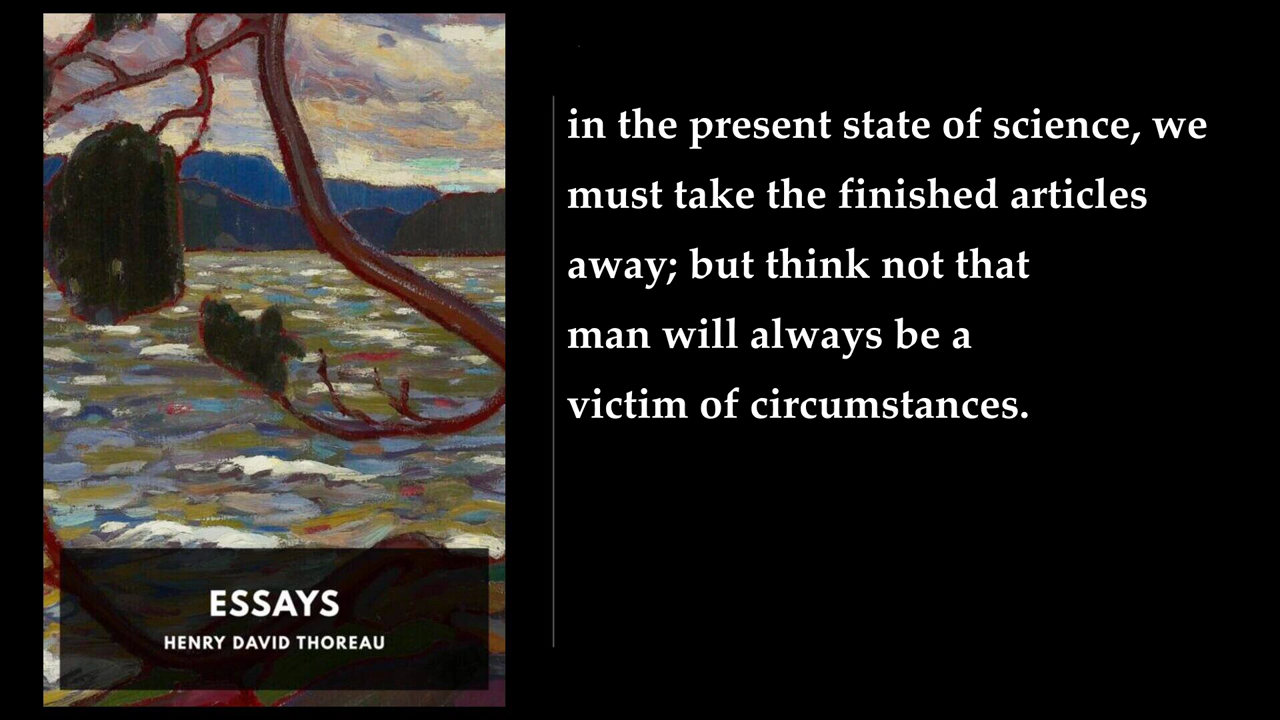 ESSAYS
HENRY DAVID THOREAU
in the present state of science, we
must take the finished articles
away; but think not that
man will always be a
victim of circumstances.